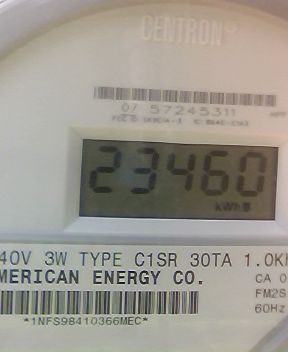 CENTRON®
07 57245311
23460
kWh
40V 3W TYPE C1SR 30TA 1.0K
MERICAN ENERGY CO. CA 0
FM2S
60Hz
*1NFS98410366MEC*